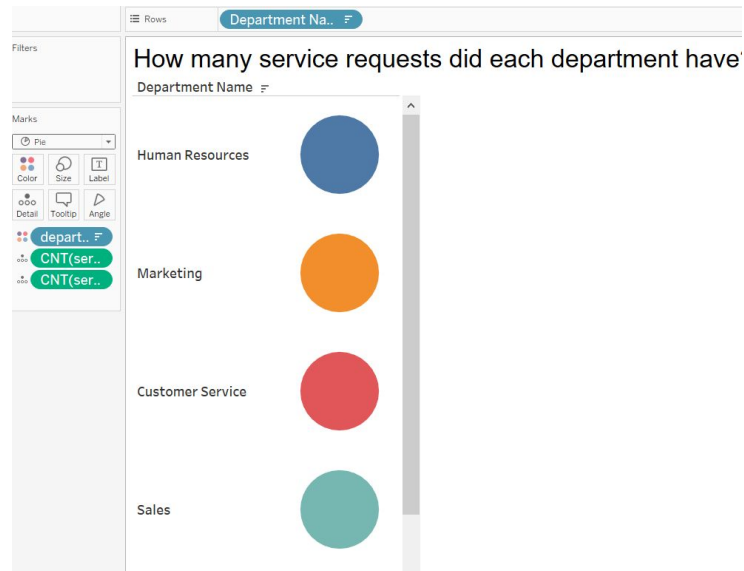 Rows
Department Na..
Filters
How many service requests did each department have?
Department Name
Marks
Pie
Color
Size
T
Label
Detail
Tooltip
Angle
depart..
CNT(ser..
CNT(ser..
Human Resources
Marketing
Customer Service
Sales